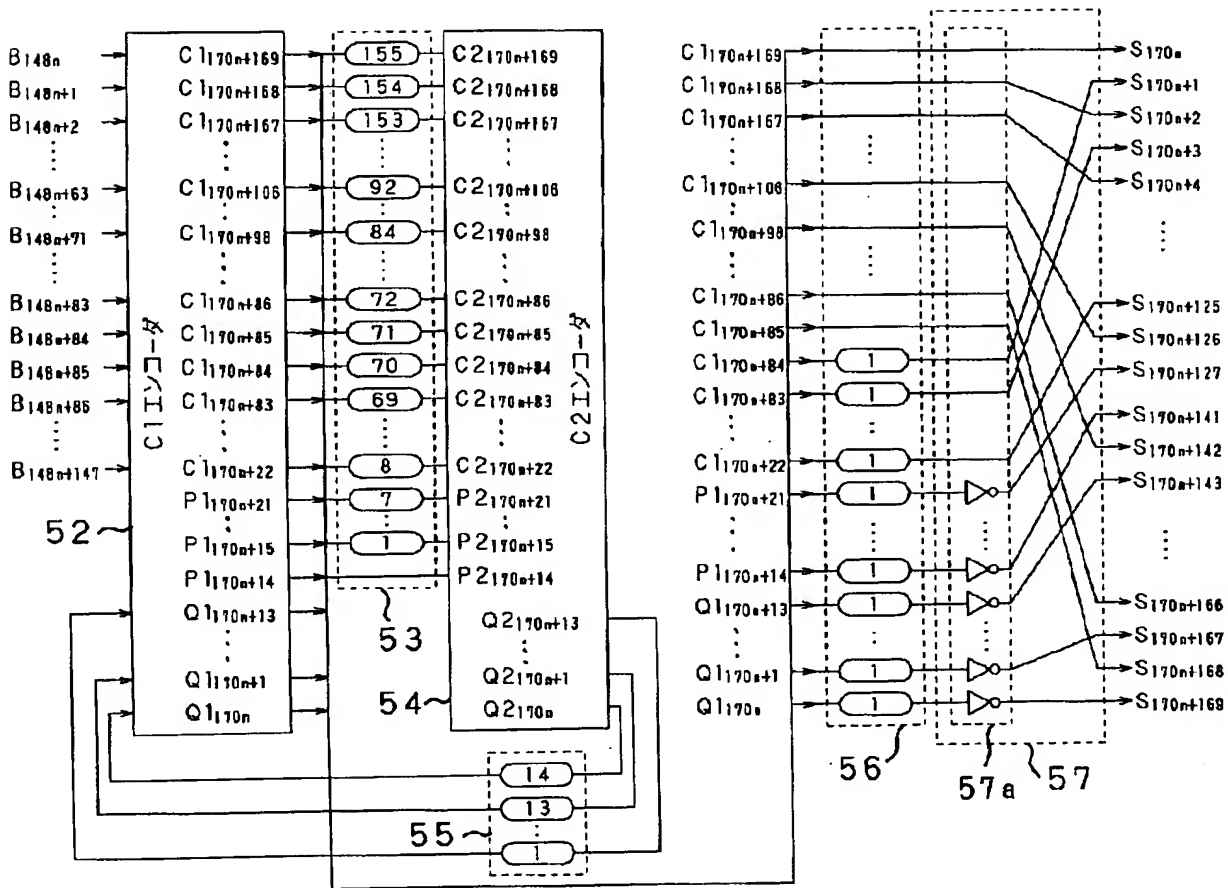 B148n
B148n+1
B148n+2
B148n+63
B148n+71
B148n+83
B148n+84
B148n+85
B148n+86
B148n+147
C1エンコーダ
52
C1170n+169
C1170n+168
C1170n+167
C1170n+106
C1170n+98
C1170n+86
C1170n+85
C1170n+84
C1170n+83
C1170n+22
P1170n+21
P1170n+15
P1170n+14
Q1170n+13
Q1170n+1
Q1170n
155
154
153
92
84
72
71
70
69
8
7
1
53
C2170n+169
C2170n+168
C2170n+167
C2170n+106
C2170n+98
C2170n+86
C2170n+85
C2170n+84
C2170n+83
C2170n+22
P2170n+21
P2170n+15
P2170n+14
Q2170n+13
Q2170n+1
Q2170n
C2エンコーダ
54
14
13
1
55
C1170n+169
C1170n+168
C1170n+167
C1170n+106
C1170n+98
C1170n+86
C1170n+85
C1170n+84
C1170n+83
C1170n+22
P1170n+21
P1170n+14
Q1170n+13
Q1170n+1
Q1170n
1
1
1
1
1
1
1
1
56
57a
57
S170n
S170n+1
S170n+2
S170n+3
S170n+4
S170n+125
S170n+126
S170n+127
S170n+141
S170n+142
S170n+143
S170n+166
S170n+167
S170n+168
S170n+169